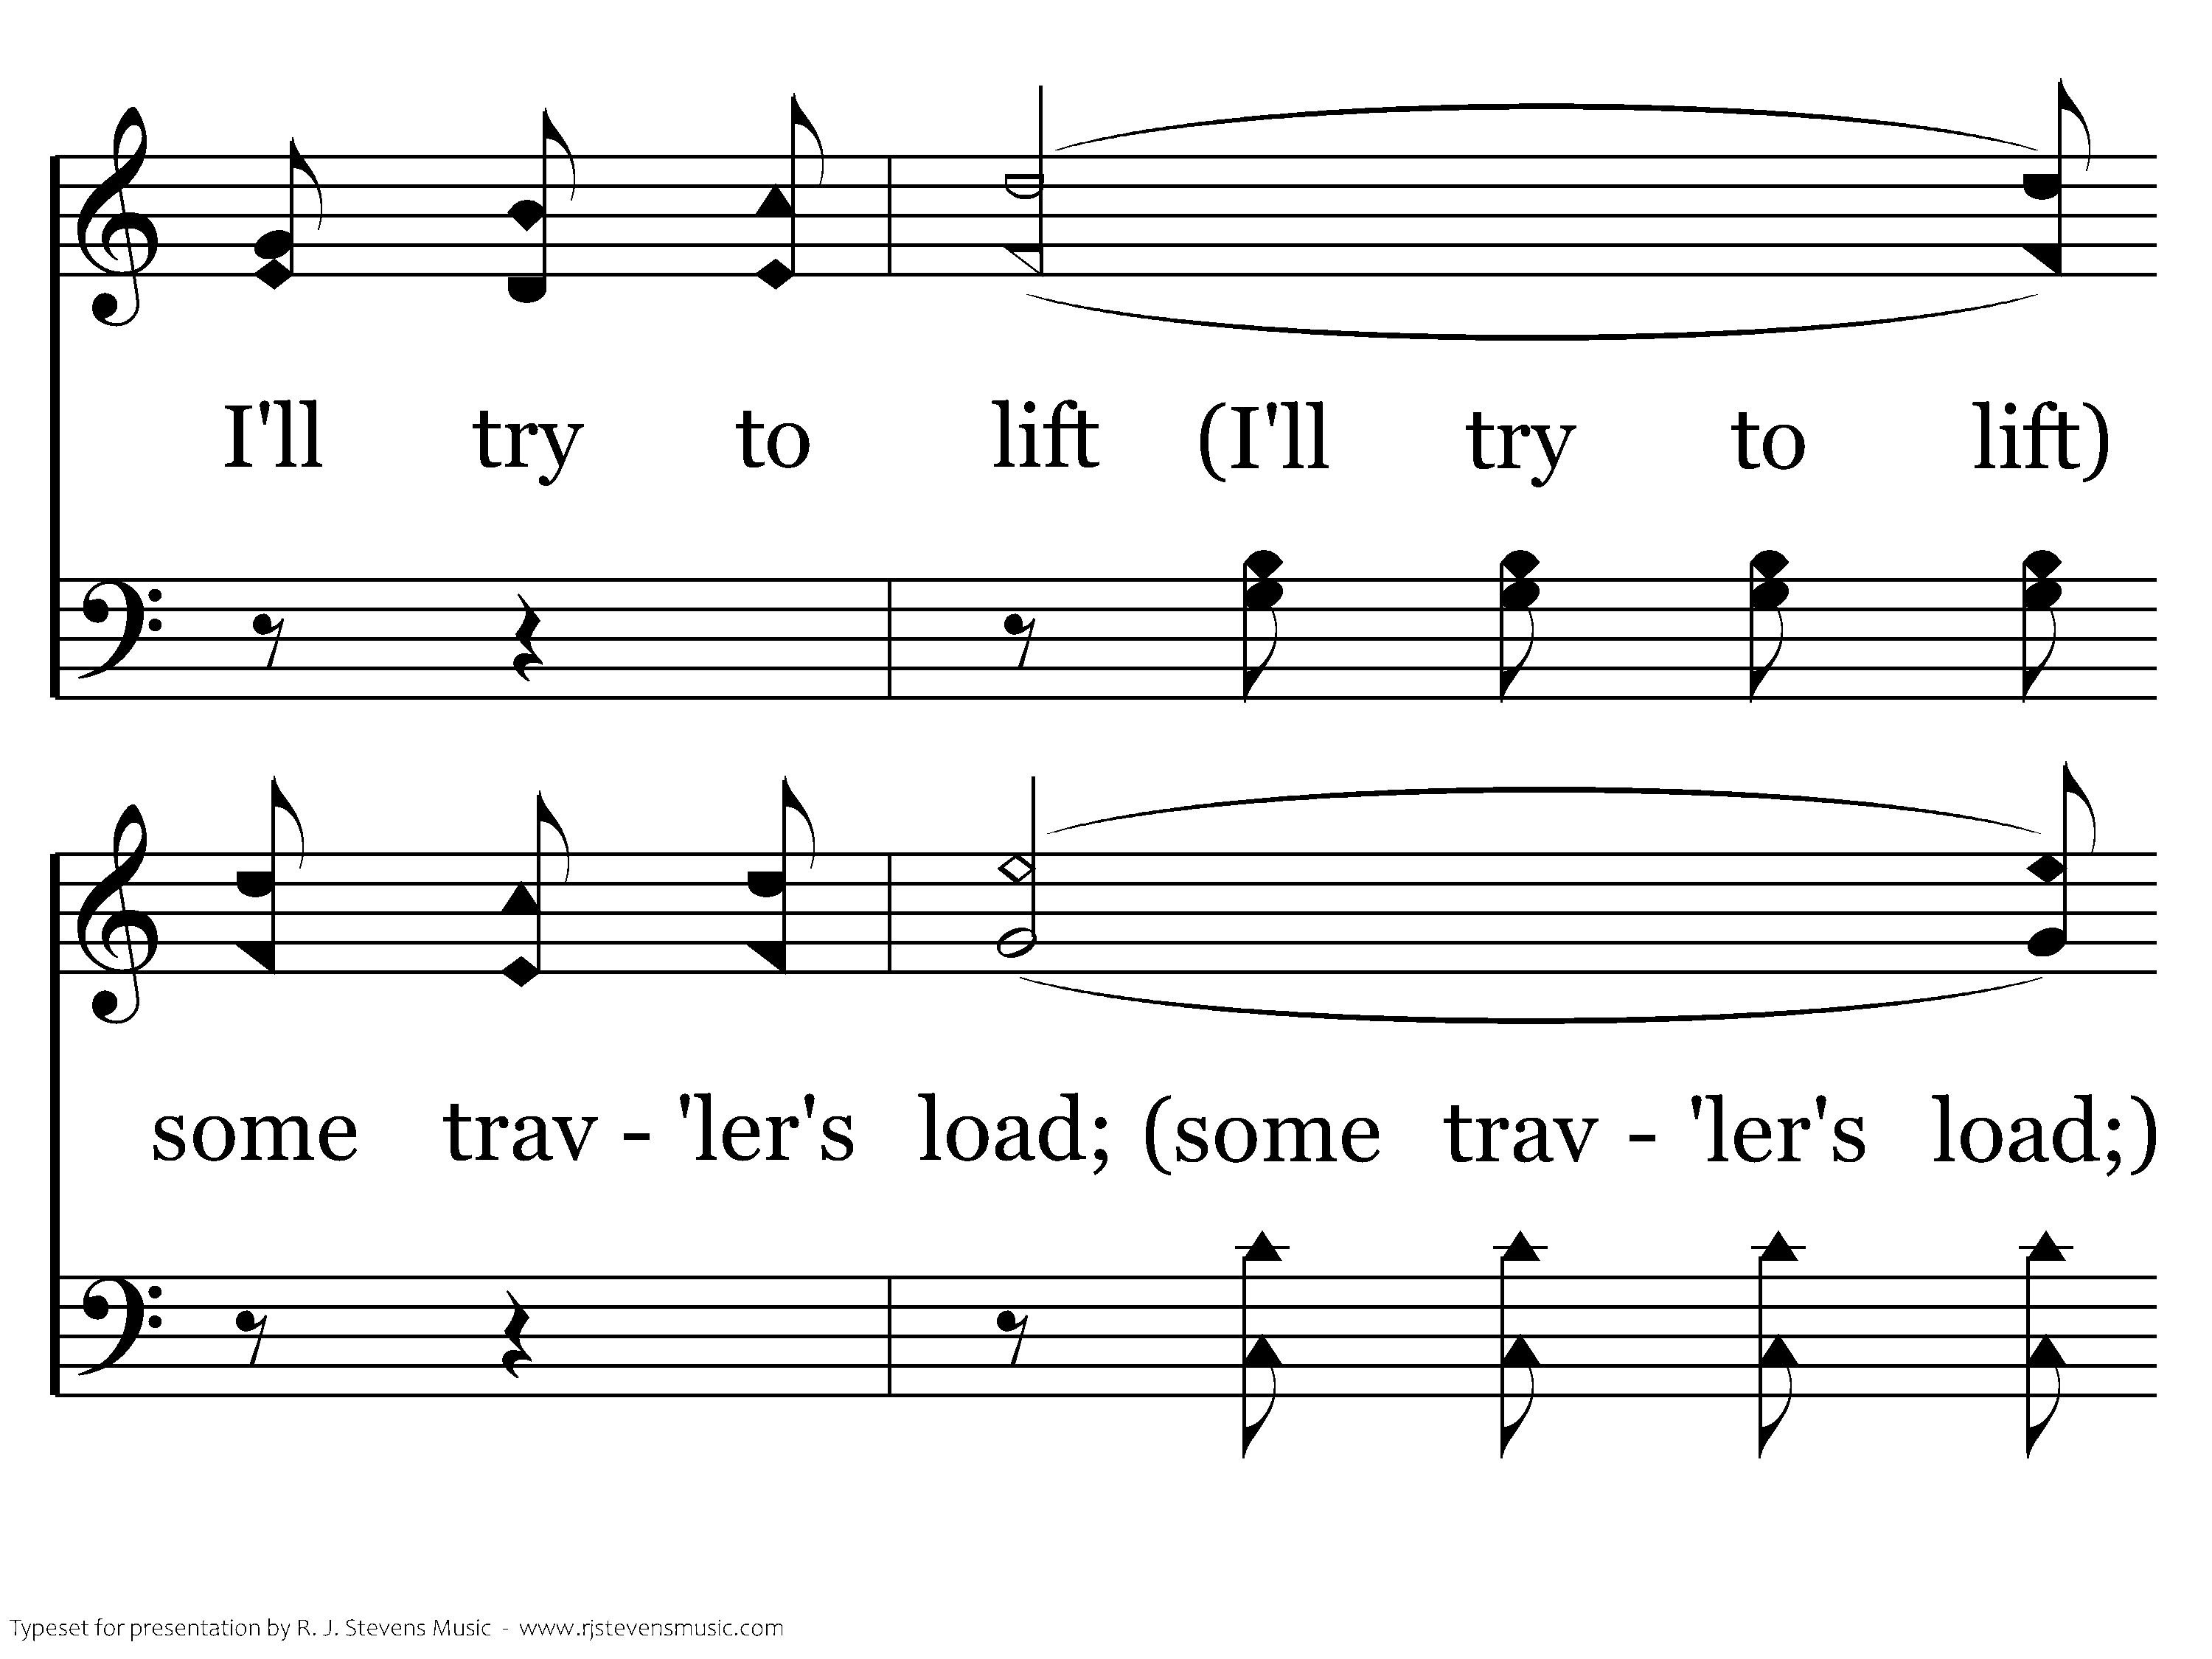 I'll try to lift (I'll try to lift)
some trav - 'ler's load; (some trav - 'ler's load;)
Typeset for presentation by R. J. Stevens Music - www.rjstevensmusic.com